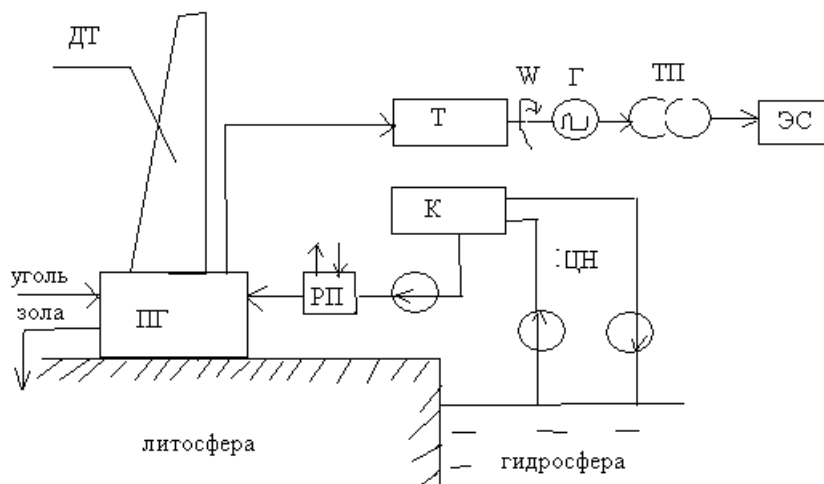 ДТ
W Г ТП
Т
ЭС
К
:ЦН
уголь
зола
РП
ПГ
литосфера
гидросфера